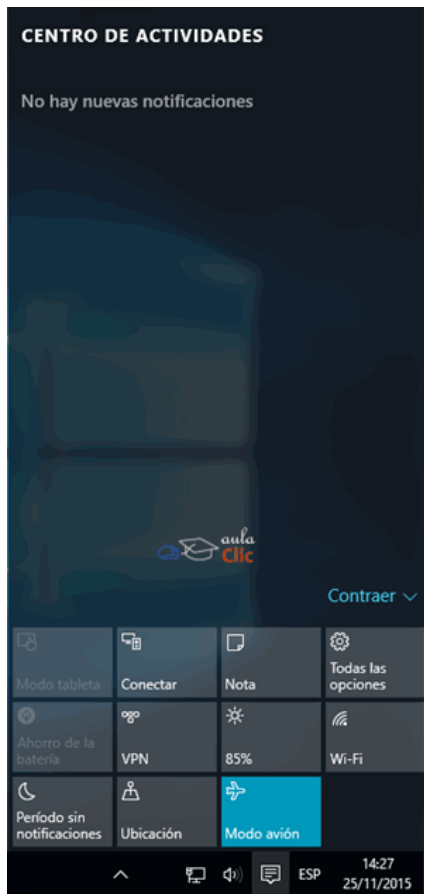 CENTRO DE ACTIVIDADES
No hay nuevas notificaciones
aula
Clic
Contraer
Modo tableta
Conectar
Nota
Todas las
opciones
Ahorro de la
batería
VPN
85%
Wi-Fi
Período sin
notificaciones
Ubicación
Modo avión
ESP
14:27
25/11/2015